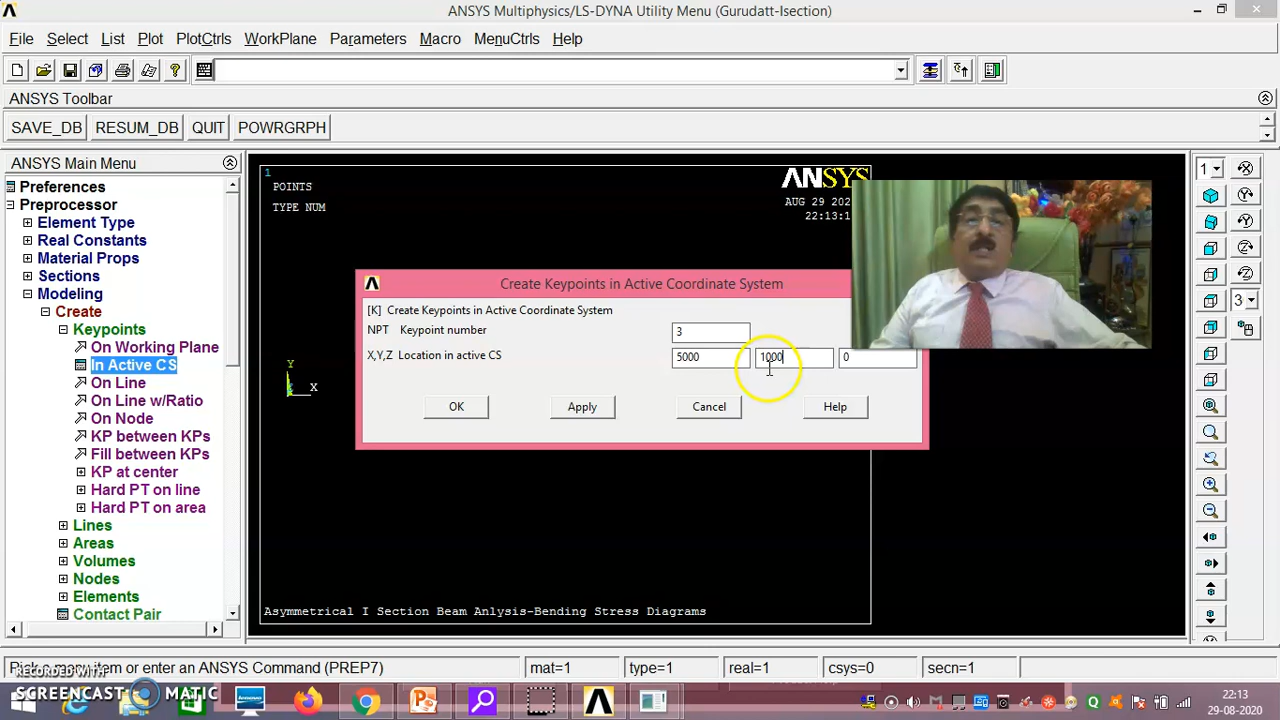 ANSYS Multiphysics/LS-DYNA Utility Menu (Gurudatt-Isection)
File Select List Plot PlotCtrls WorkPlane Parameters Macro MenuCtrls Help
ANSYS Toolbar
SAVE_DB RESUM_DB QUIT POWRGRPH
ANSYS Main Menu
Preferences
Preprocessor
Element Type
Real Constants
Material Props
Sections
Modeling
Create
Keypoints
On Working Plane
In Active CS
On Line
On Line w/Ratio
On Node
KP between KPs
Fill between KPs
KP at center
Hard PT on line
Hard PT on area
Lines
Areas
Volumes
Nodes
Elements
Contact Pair
1
POINTS
TYPE NUM
ANSYS
AUG 29 202
22:13:1
Y
X
Create Keypoints in Active Coordinate System
[K] Create Keypoints in Active Coordinate System
NPT Keypoint number 3
X,Y,Z Location in active CS 5000 1000 0
OK Apply Cancel Help
Asymmetrical I Section Beam Anlysis-Bending Stress Diagrams
1
3
mat=1 type=1 real=1 csys=0 secn=1
item or enter an ANSYS Command (PREP7)
RECORDED WITH
SCREENCAST MATIC
22:13
29-08-2020